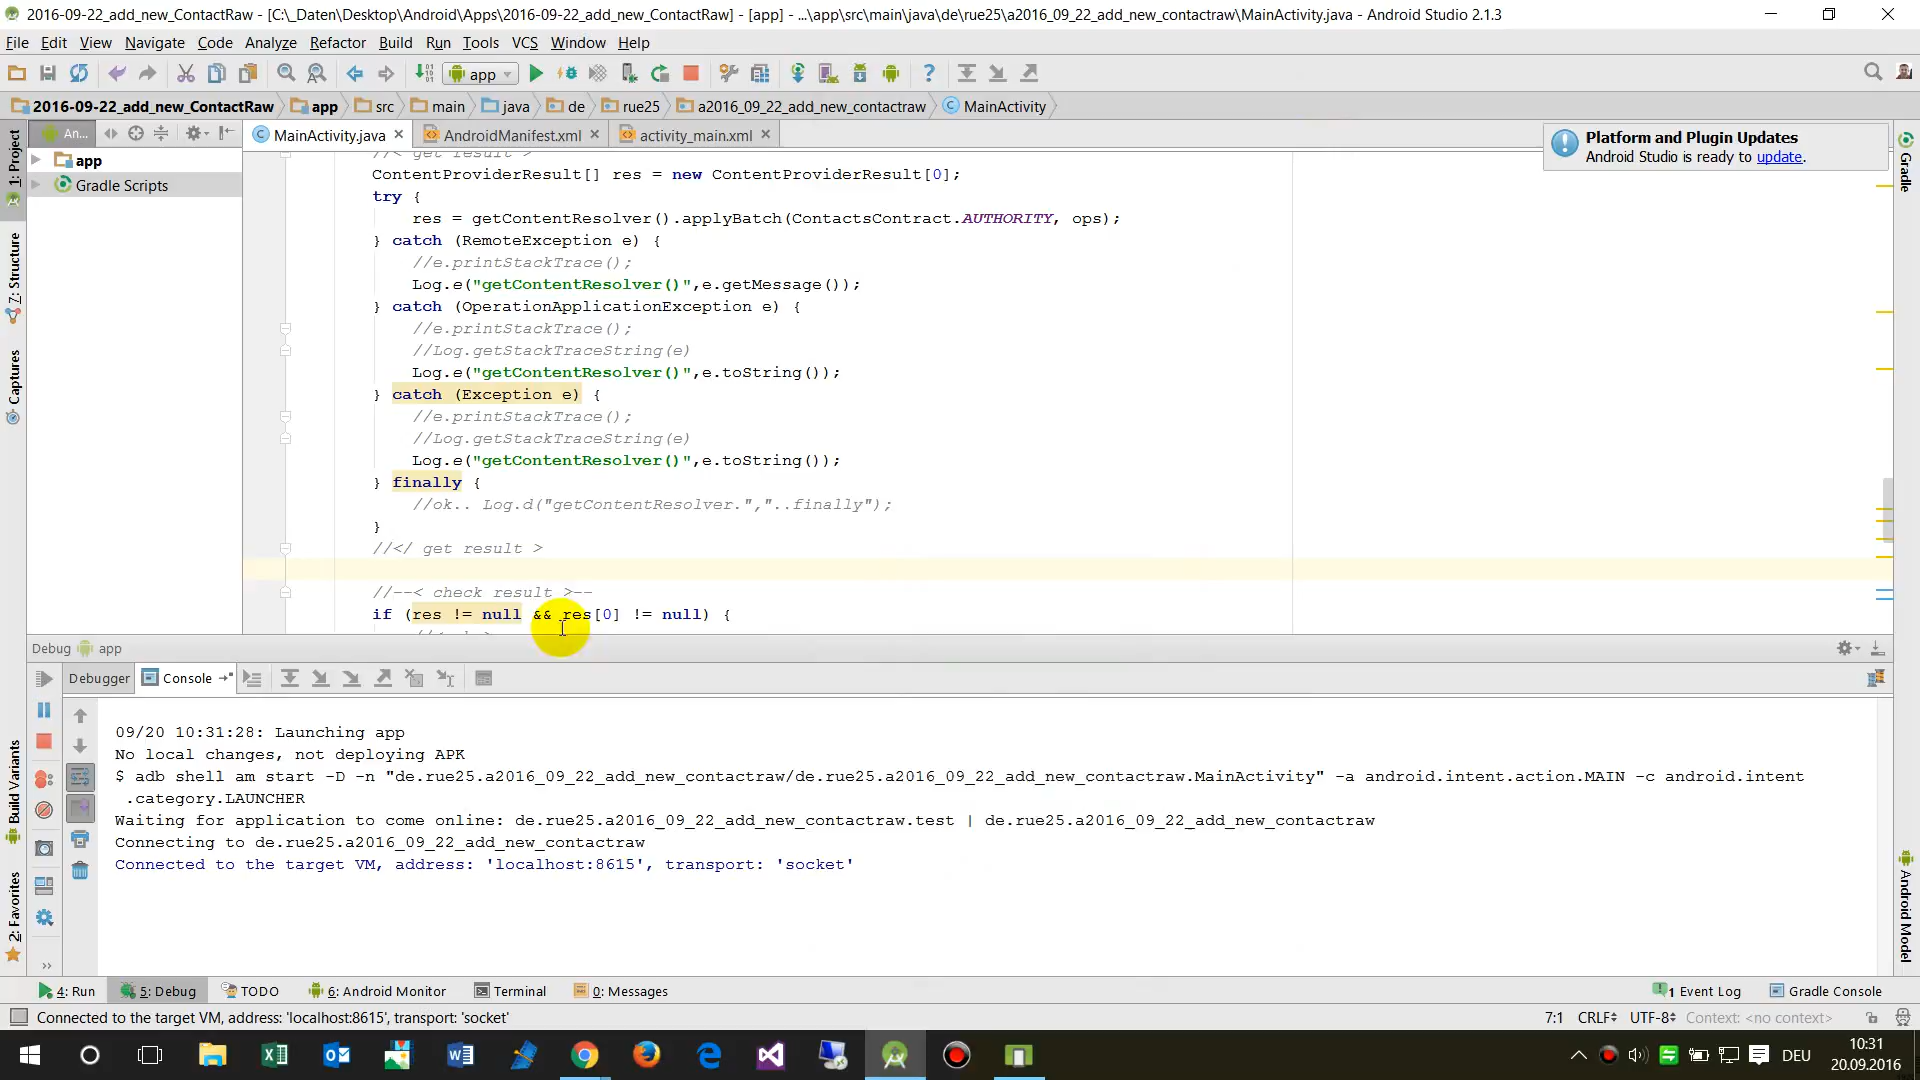 2016-09-22_add_new_ContactRaw - [C:\_Daten\Desktop\Android\Apps\2016-09-22_add_new_ContactRaw] - [app] - ...\app\src\main\java\de\rue25\a2016_09_22_add_new_contactraw\MainActivity.java - Android Studio 2.1.3
File Edit View Navigate Code Analyze Refactor Build Run Tools VCS Window Help
app
2016-09-22_add_new_ContactRaw app src main java de rue25 a2016_09_22_add_new_contactraw MainActivity
An... MainActivity.java AndroidManifest.xml activity_main.xml
Platform and Plugin Updates
Android Studio is ready to update.
app
Gradle Scripts
1: Project
7: Structure
Captures
Build Variants
2: Favorites
Gradle
Android Model
//< get result >
ContentProviderResult[] res = new ContentProviderResult[0];
try {
res = getContentResolver().applyBatch(ContactsContract.AUTHORITY, ops);
} catch (RemoteException e) {
//e.printStackTrace();
Log.e("getContentResolver()",e.getMessage());
} catch (OperationApplicationException e) {
//e.printStackTrace();
//Log.getStackTraceString(e)
Log.e("getContentResolver()",e.toString());
} catch (Exception e) {
//e.printStackTrace();
//Log.getStackTraceString(e)
Log.e("getContentResolver()",e.toString());
} finally {
//ok.. Log.d("getContentResolver.","..finally");
}
//</ get result >
//--< check result >--
if (res != null && res[0] != null) {
Debug app
Debugger Console
09/20 10:31:28: Launching app
No local changes, not deploying APK
$ adb shell am start -D -n "de.rue25.a2016_09_22_add_new_contactraw/de.rue25.a2016_09_22_add_new_contactraw.MainActivity" -a android.intent.action.MAIN -c android.intent
.category.LAUNCHER
Waiting for application to come online: de.rue25.a2016_09_22_add_new_contactraw.test | de.rue25.a2016_09_22_add_new_contactraw
Connecting to de.rue25.a2016_09_22_add_new_contactraw
Connected to the target VM, address: 'localhost:8615', transport: 'socket'
4: Run 5: Debug TODO 6: Android Monitor Terminal 0: Messages 1 Event Log Gradle Console
Connected to the target VM, address: 'localhost:8615', transport: 'socket' 7:1 CRLF UTF-8 Context: <no context>
DEU
10:31
20.09.2016